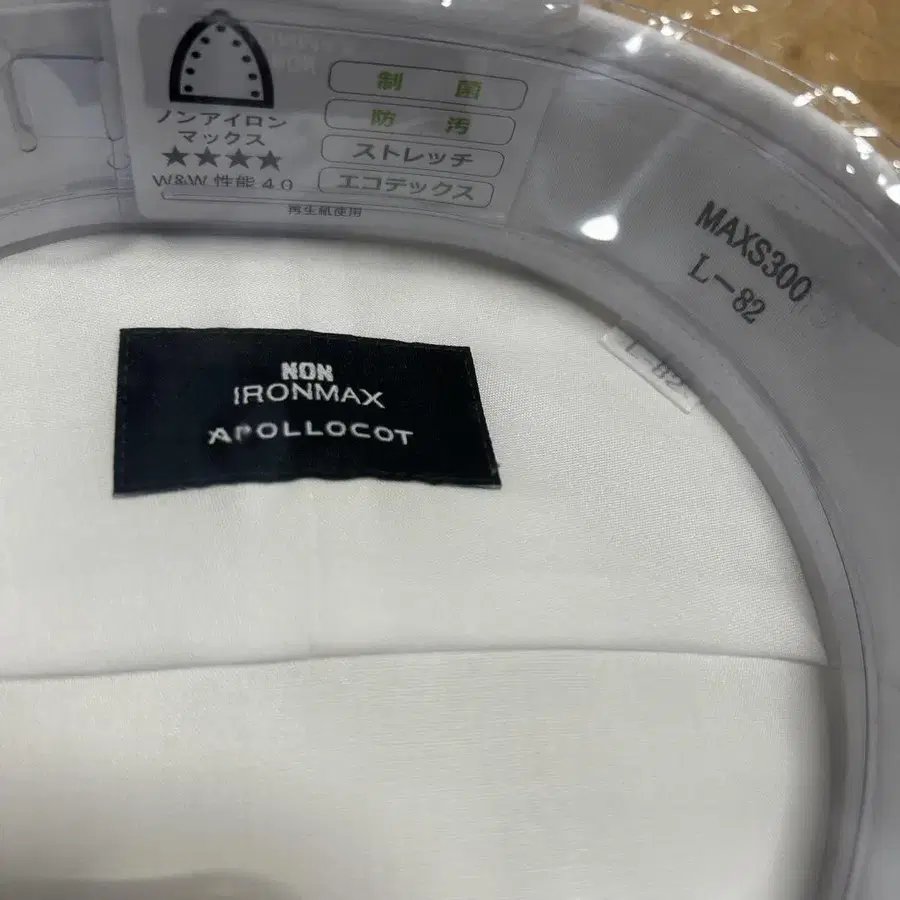 制 菌
防 汚
ストレッチ
エコテックス
ノンアイロン
マックス
★★★★
W&W 性能 4.0
再生紙使用
MAXS300
L-82
L-82
NON
IRONMAX
APOLLOCOT